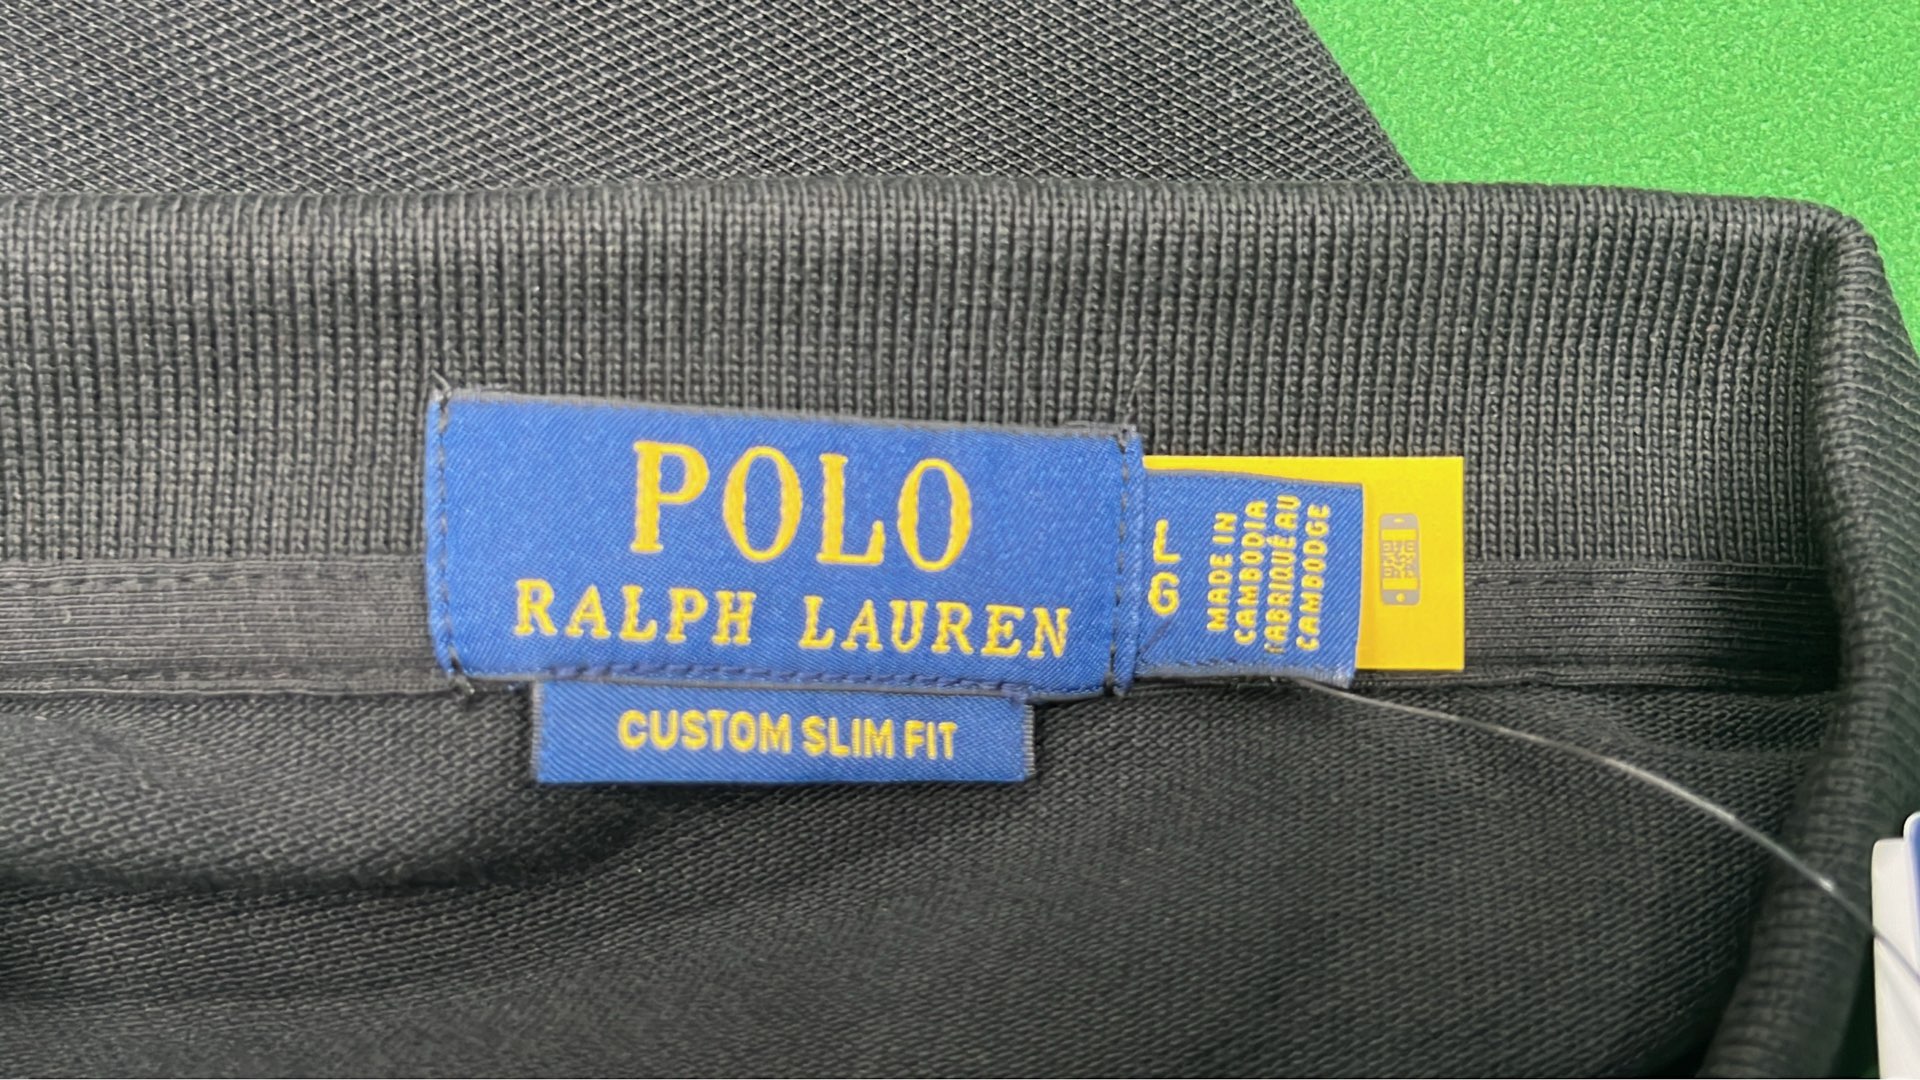 POLO
RALPH LAUREN
CUSTOM SLIM FIT
L
G
MADE IN
CAMBODIA
FABRIQUÉ AU
CAMBODGE